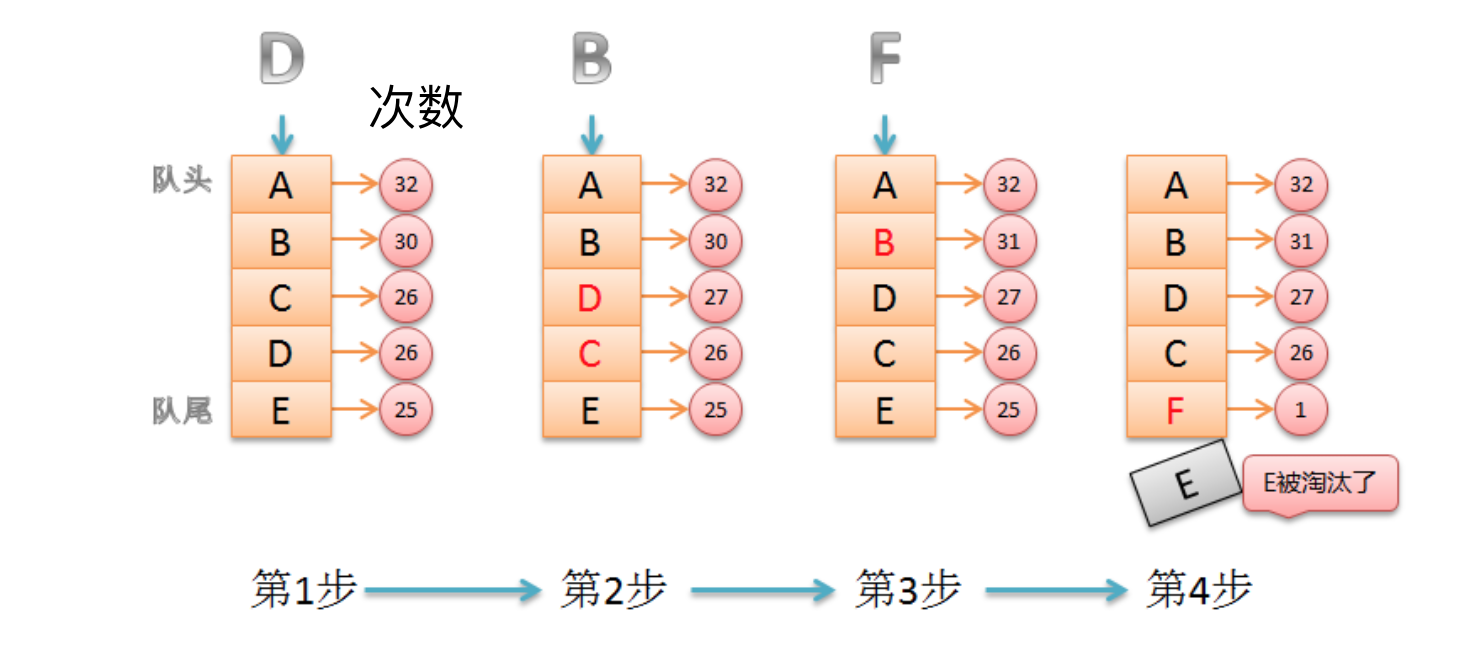 D B F
次数
队头 A 32 A 32 A 32 A 32
B 30 B 30 B 31 B 31
C 26 D 27 D 27 D 27
D 26 C 26 C 26 C 26
队尾 E 25 E 25 E 25 F 1
E E被淘汰了
第1步 第2步 第3步 第4步